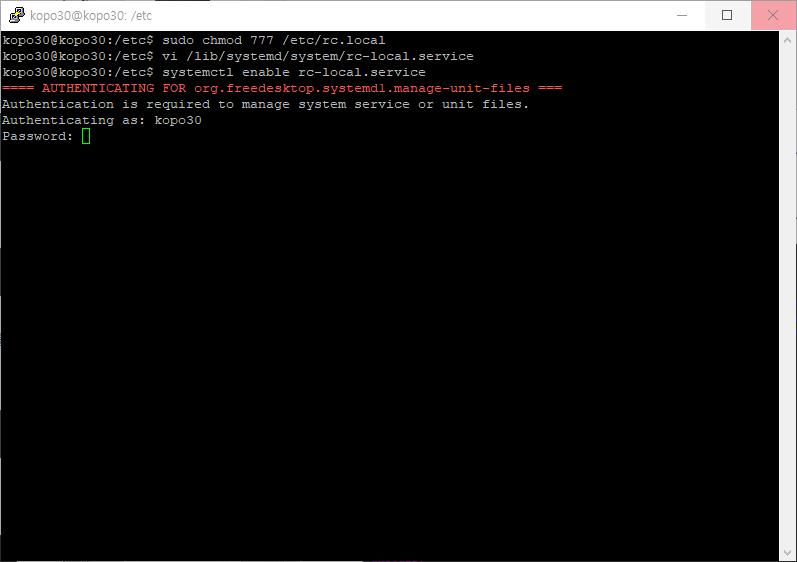 kopo30@kopo30: /etc
kopo30@kopo30:/etc$ sudo chmod 777 /etc/rc.local
kopo30@kopo30:/etc$ vi /lib/systemd/system/rc-local.service
kopo30@kopo30:/etc$ systemctl enable rc-local.service
==== AUTHENTICATING FOR org.freedesktop.systemd1.manage-unit-files ===
Authentication is required to manage system service or unit files.
Authenticating as: kopo30
Password: